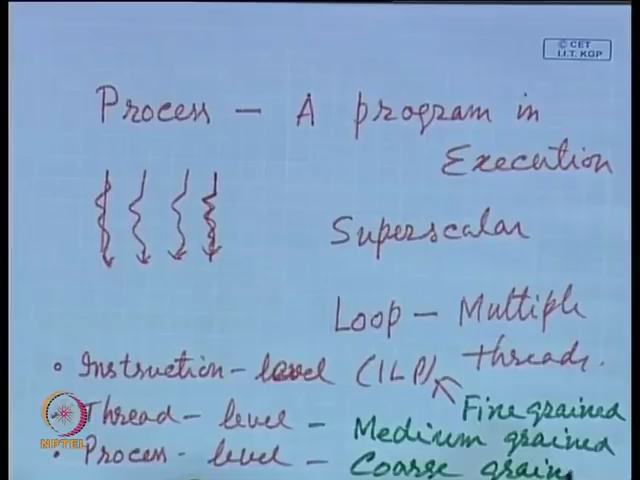 © CET
I.I.T. KGP
Process — A program in
Execution
Superscalar
Loop — Multiple
threads.
• Instruction-level (ILP)
Fine grained
• Thread-level — Medium grained
• Process-level — Coarse grain
NPTEL